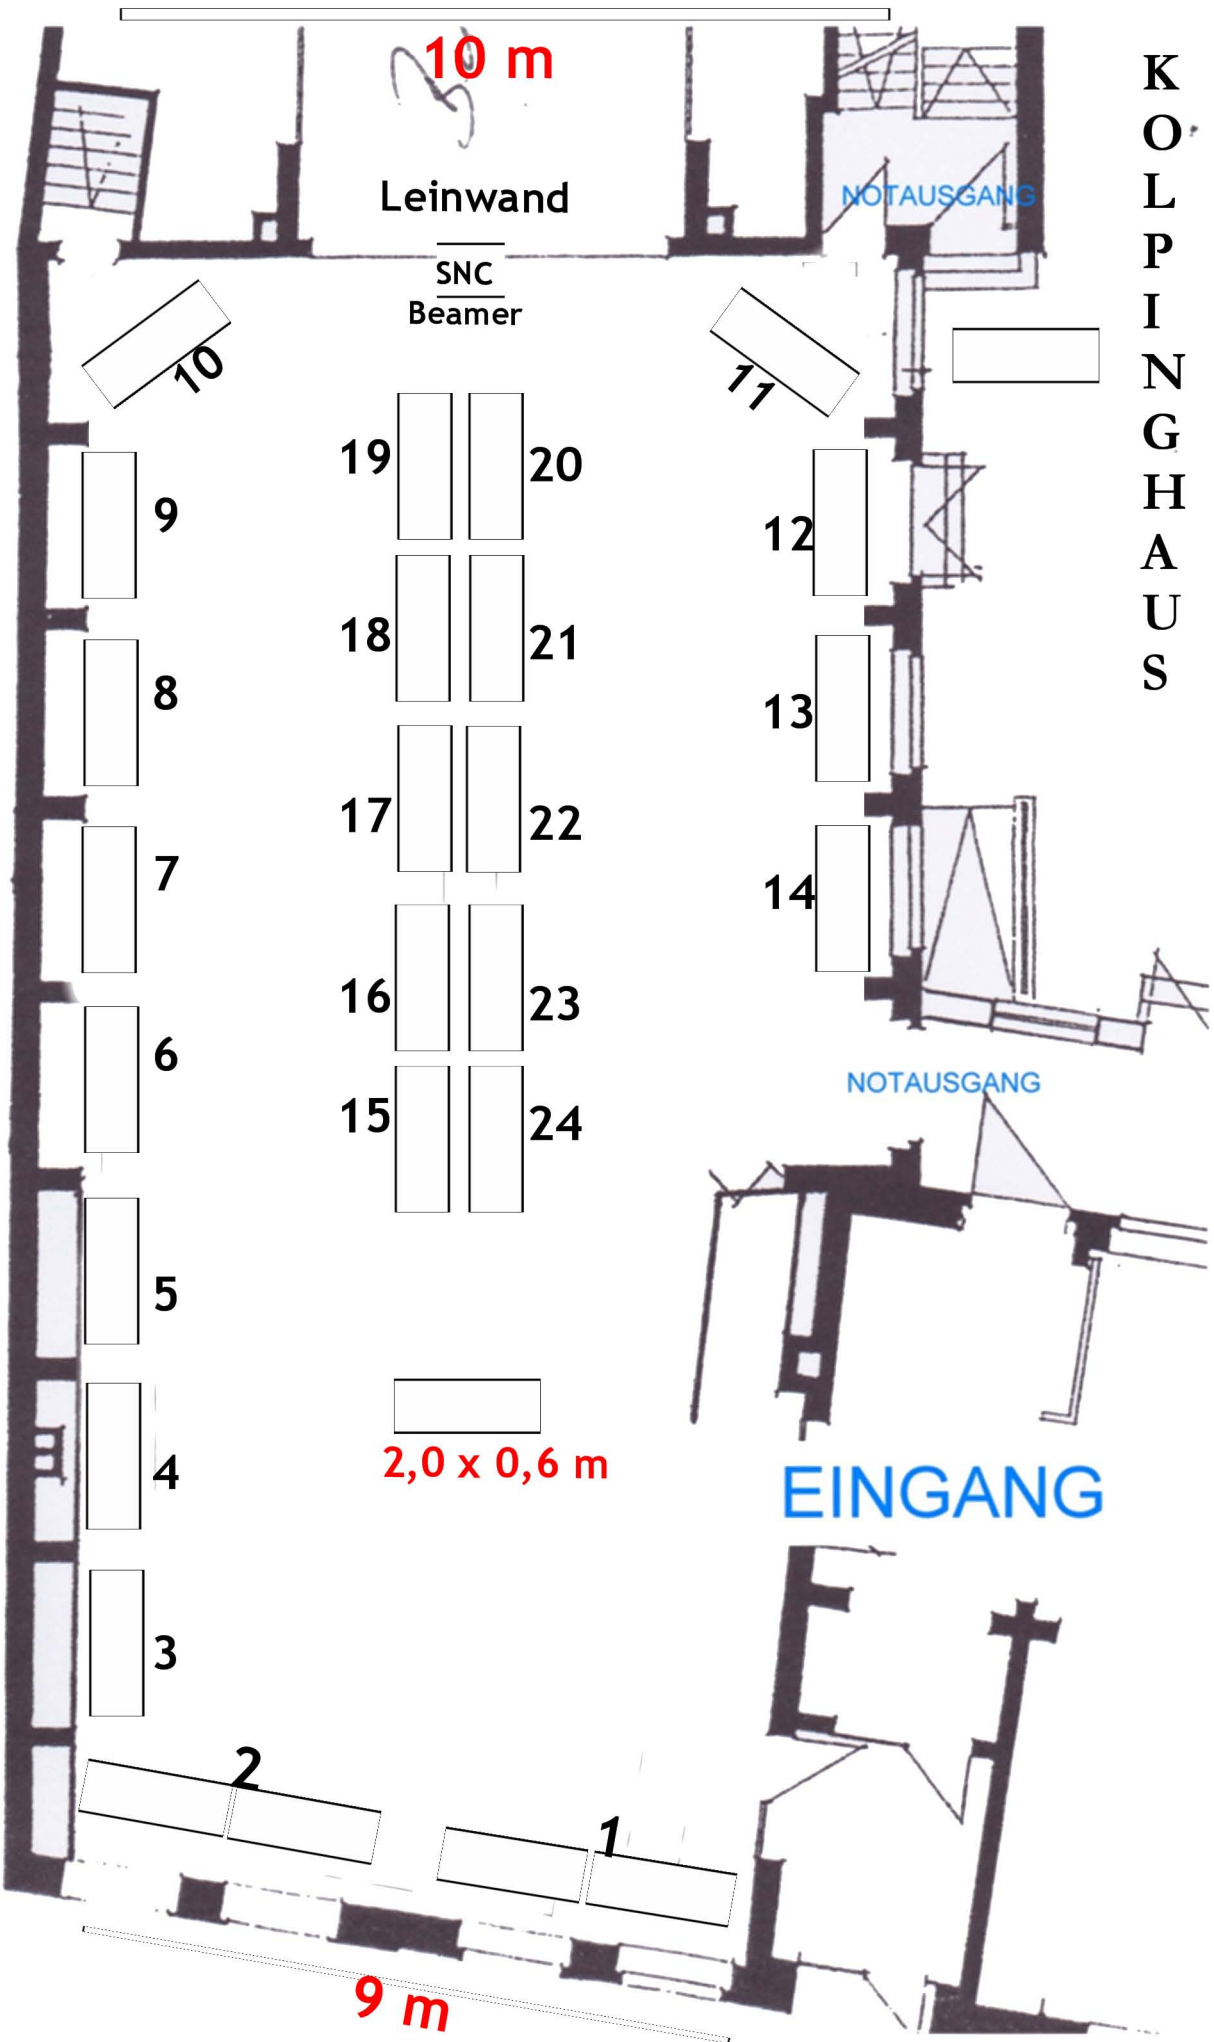 10 m
K
O
L
P
I
N
G
H
A
U
S
NOTAUSGANG
Leinwand
SNC
Beamer
10
11
19
20
9
12
18
21
8
13
17
22
7
14
16
23
6
NOTAUSGANG
15
24
5
2,0 x 0,6 m
4
EINGANG
3
2
1
9 m